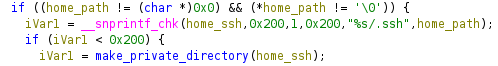 if ((home_path != (char *)0x0) && (*home_path != '\0')) {
iVar1 = __snprintf_chk(home_ssh,0x200,1,0x200,"%s/.ssh",home_path);
if (iVar1 < 0x200) {
iVar1 = make_private_directory(home_ssh);